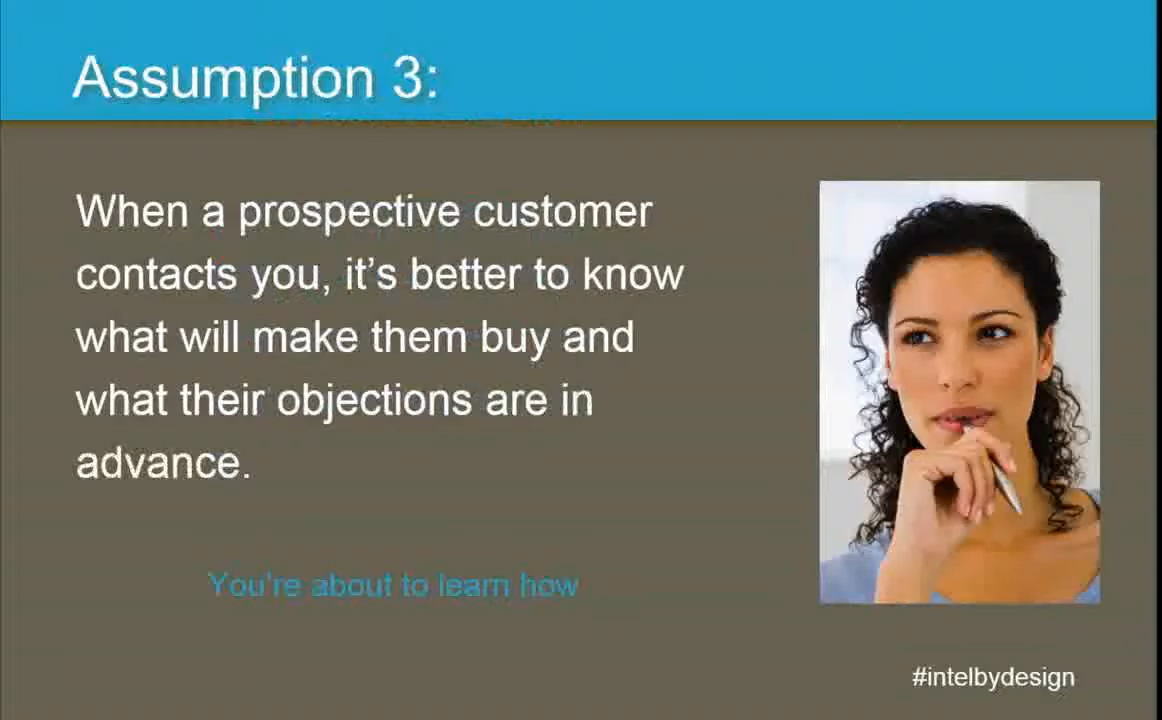 Assumption 3:
When a prospective customer
contacts you, it’s better to know
what will make them buy and
what their objections are in
advance.
You're about to learn how
#intelbydesign